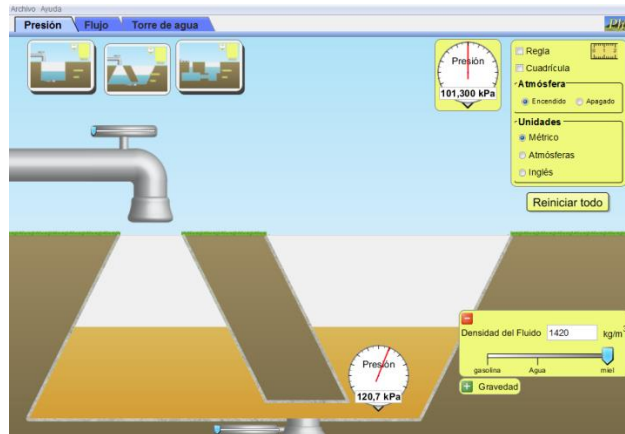 Archivo Ayuda
Presión Flujo Torre de agua
Presión
101,300 kPa
Regla
Cuadrícula
Atmósfera
Encendido Apagado
Unidades
Métrico
Atmósferas
Inglés
Reiniciar todo
Densidad del Fluido 1420 kg/m³
gasolina Agua miel
Gravedad
Presión
120,7 kPa